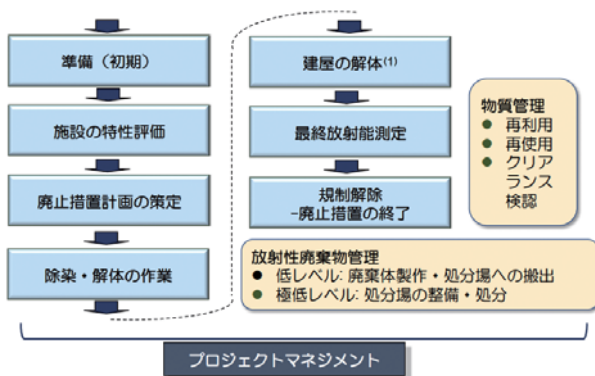 準備（初期）
施設の特性評価
廃止措置計画の策定
除染・解体の作業
建屋の解体(1)
最終放射能測定
規制解除
-廃止措置の終了
物質管理
● 再利用
● 再使用
● クリア
ランス
検認
放射性廃棄物管理
● 低レベル: 廃棄体製作・処分場への搬出
● 極低レベル: 処分場の整備・処分
プロジェクトマネジメント